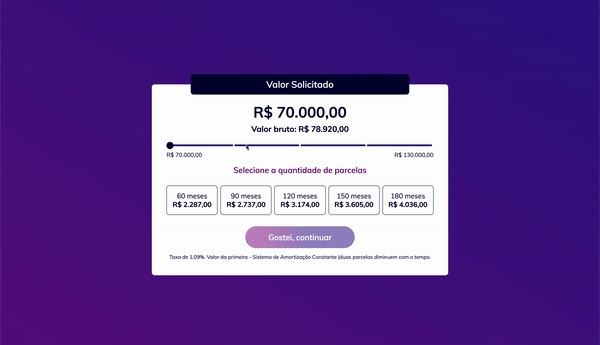 Valor Solicitado
R$ 70.000,00
Valor bruto: R$ 78.920,00
R$ 70.000,00 R$ 130.000,00
Selecione a quantidade de parcelas
60 meses 90 meses 120 meses 150 meses 180 meses
R$ 2.287,00 R$ 2.737,00 R$ 3.174,00 R$ 3.605,00 R$ 4.036,00
Gostei, continuar
Taxa de 1,09%. Valor da primeira - Sistema de Amortização Constante (duas parcelas diminuem com o tempo.